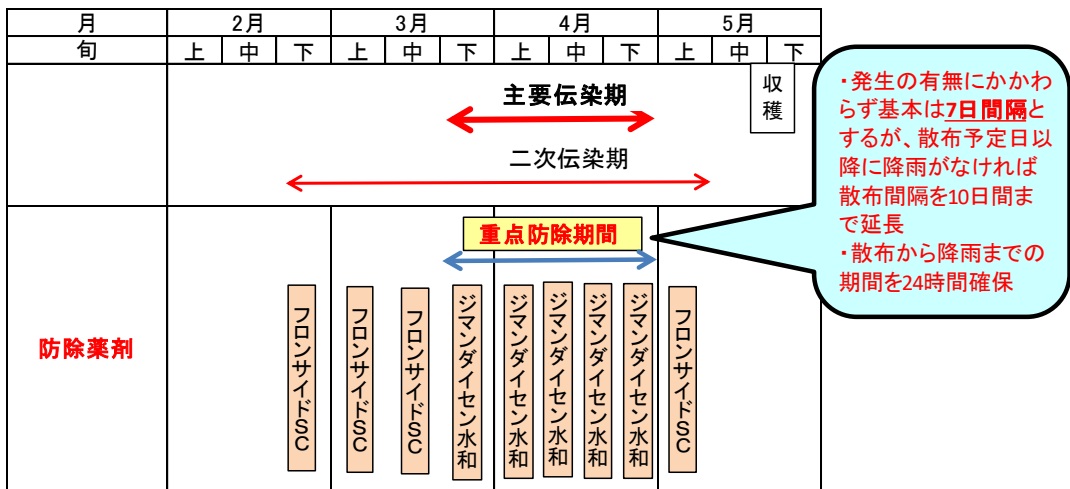 月 2月 3月 4月 5月
旬 上 中 下 上 中 下 上 中 下 上 中 下
主要伝染期
収穫
二次伝染期
重点防除期間
・発生の有無にかかわ
らず基本は7日間隔と
するが、散布予定日以
降に降雨がなければ
散布間隔を10日間ま
で延長
・散布から降雨までの
期間を24時間確保
防除薬剤
フロンサイドSC
フロンサイドSC
フロンサイドSC
ジマンダイセン水和
ジマンダイセン水和
ジマンダイセン水和
ジマンダイセン水和
ジマンダイセン水和
フロンサイドSC